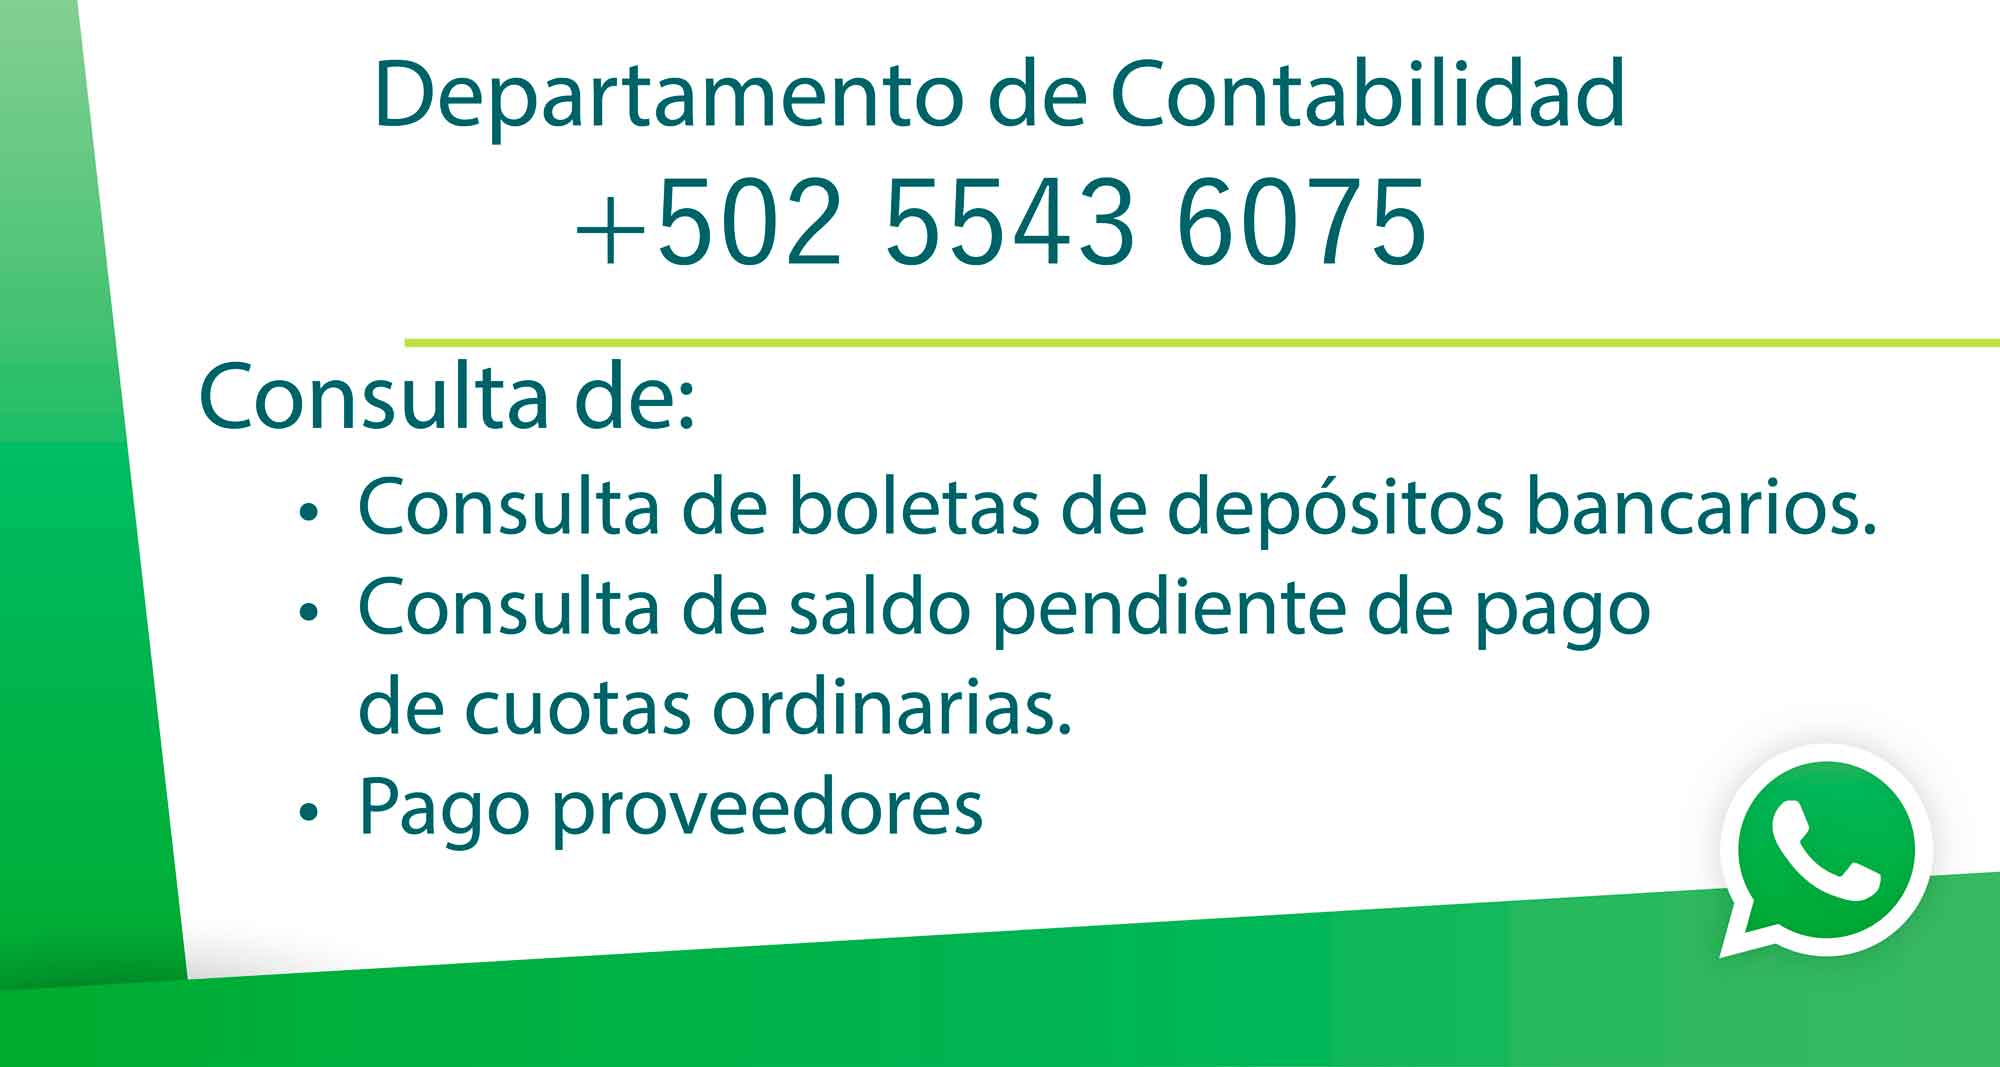 Departamento de Contabilidad
+502 5543 6075
Consulta de:
• Consulta de boletas de depósitos bancarios.
• Consulta de saldo pendiente de pago
de cuotas ordinarias.
• Pago proveedores